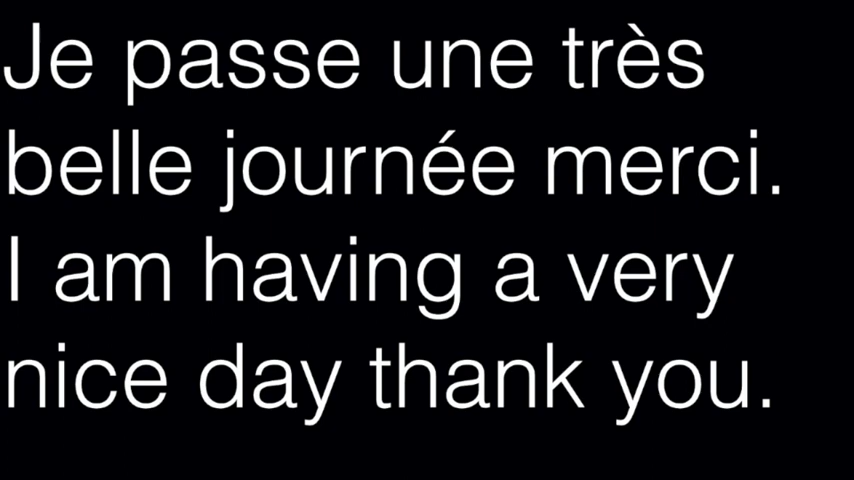 Je passe une très
belle journée merci.
I am having a very
nice day thank you.